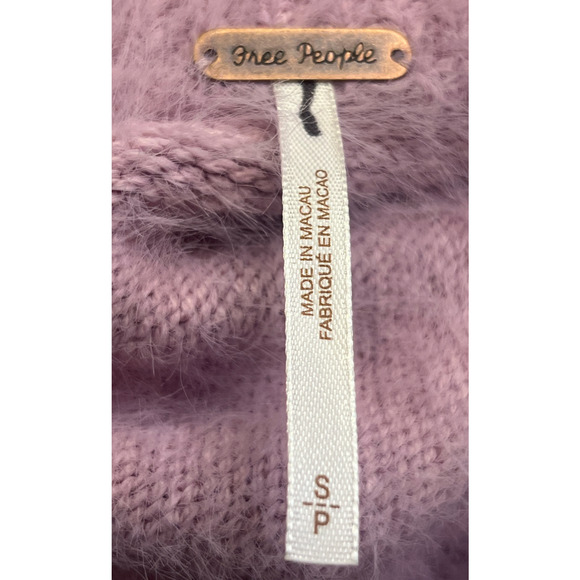 Free People
MADE IN MACAU
FABRIQUÉ EN MACAO
S
P